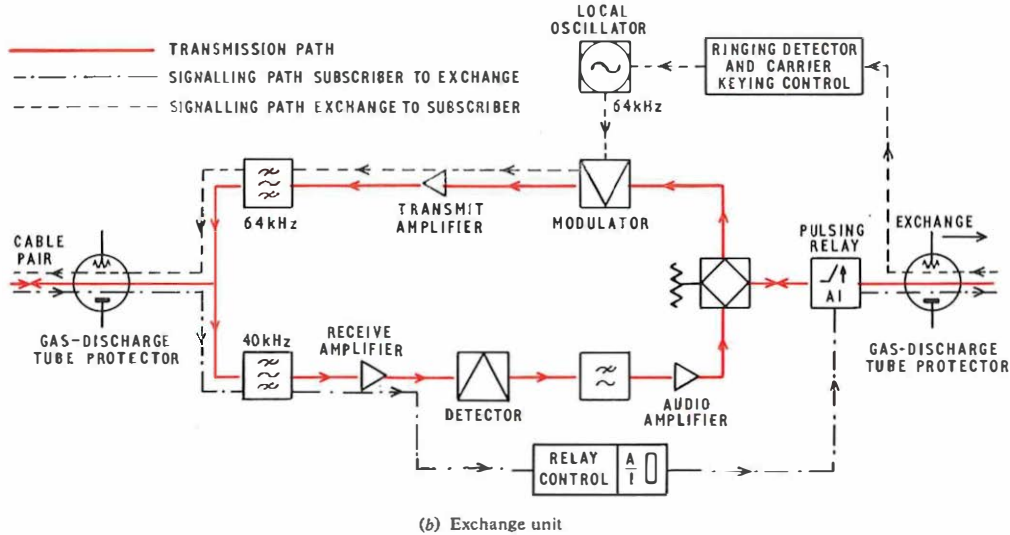 LOCAL
OSCILLATOR
TRANSMISSION PATH
SIGNALLING PATH SUBSCRIBER TO EXCHANGE
SIGNALLING PATH EXCHANGE TO SUBSCRIBER
RINGING DETECTOR
AND CARRIER
KEYING CONTROL
64kHz
64kHz
TRANSMIT
AMPLIFIER
MODULATOR
CABLE
PAIR
PULSING
RELAY
EXCHANGE
A1
GAS-DISCHARGE
TUBE PROTECTOR
40kHz
RECEIVE
AMPLIFIER
DETECTOR
AUDIO
AMPLIFIER
GAS-DISCHARGE
TUBE PROTECTOR
RELAY
CONTROL
A
1
(b) Exchange unit